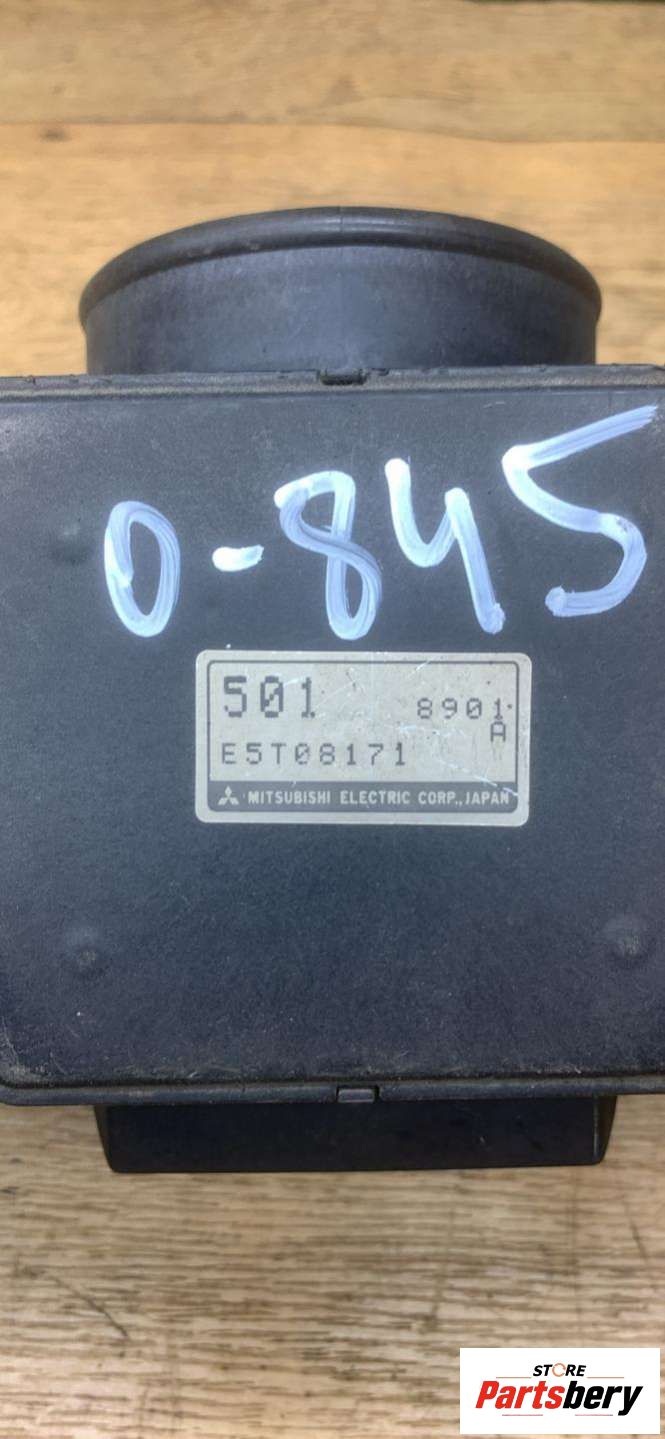 0-845
501 8901
A
E5T08171
MITSUBISHI ELECTRIC CORP., JAPAN
STORE
Partsbery